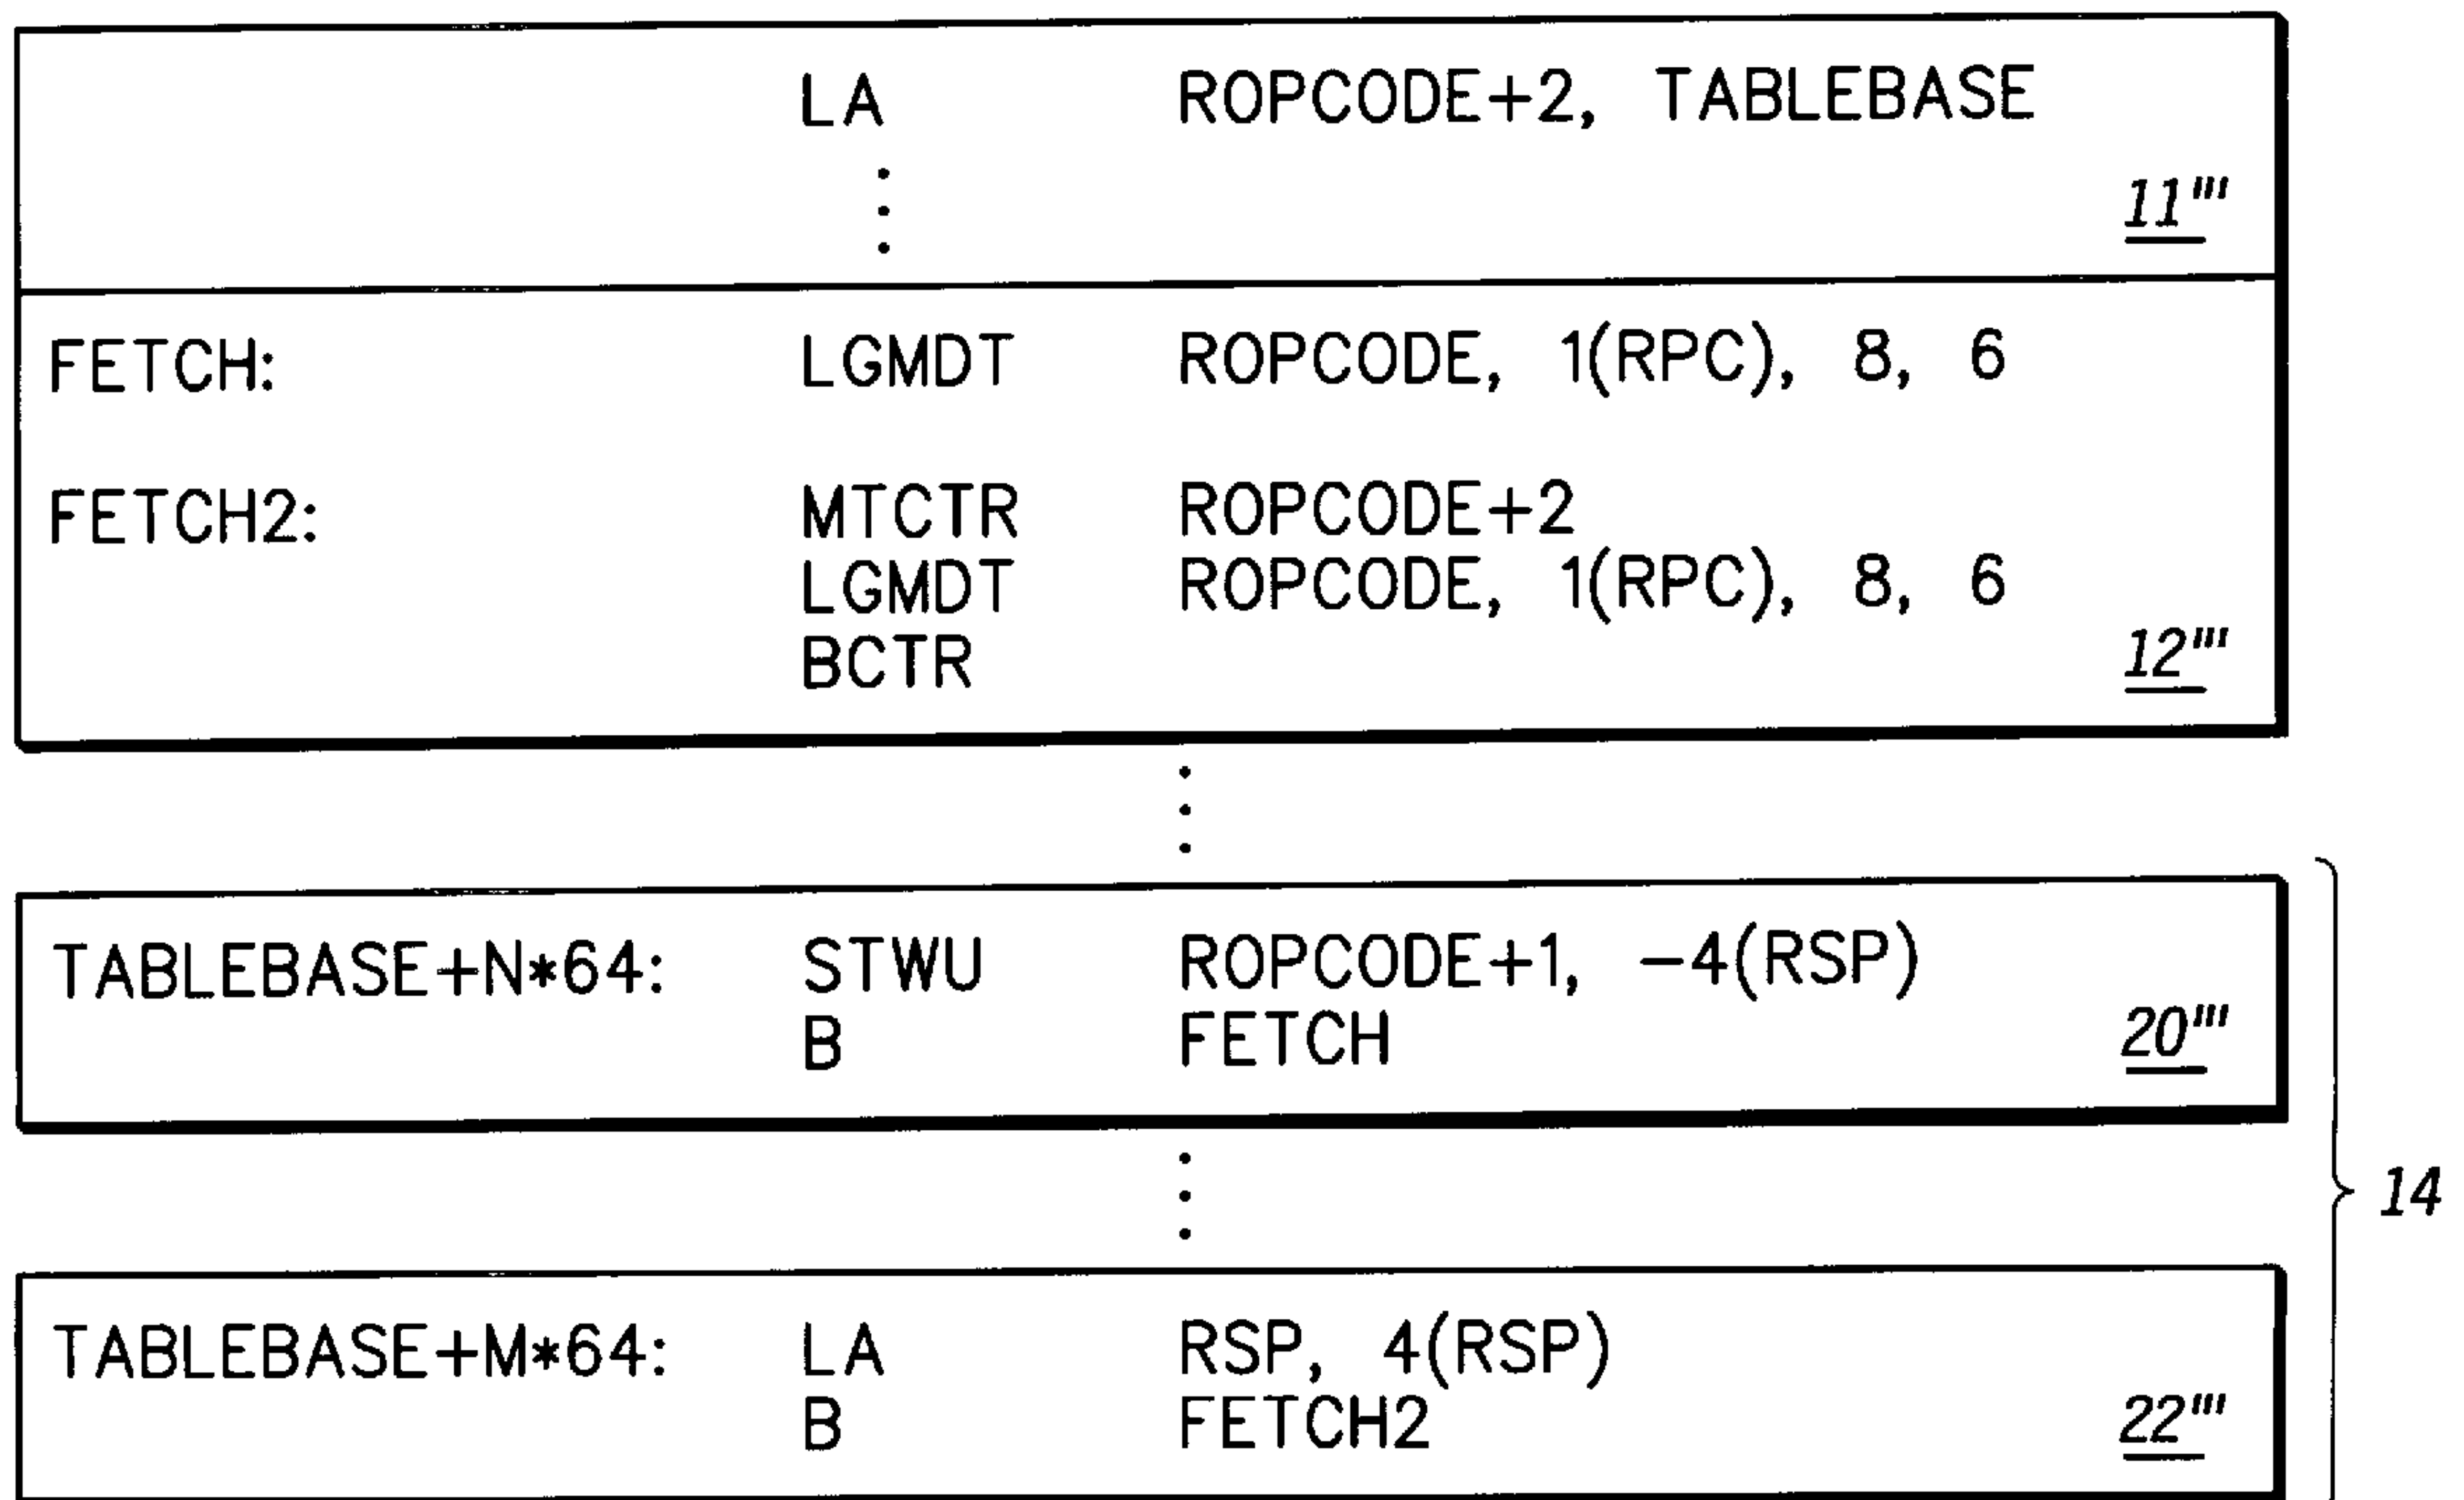 LA ROPCODE+2, TABLEBASE
11'''
FETCH: LGMDT ROPCODE, 1(RPC), 8, 6
FETCH2: MTCTR ROPCODE+2
LGMDT ROPCODE, 1(RPC), 8, 6
BCTR
12'''
TABLEBASE+N*64: STWU ROPCODE+1, -4(RSP)
B FETCH 20'''
14
TABLEBASE+M*64: LA RSP, 4(RSP)
B FETCH2 22'''